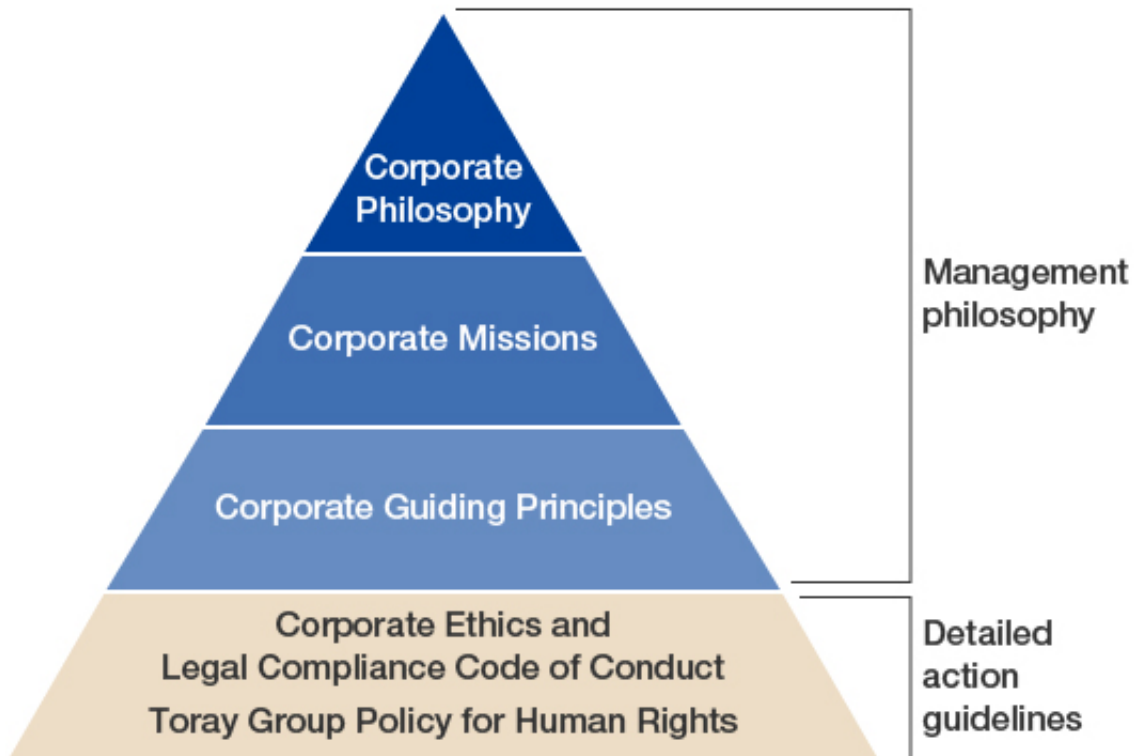 Corporate
Philosophy
Corporate Missions
Corporate Guiding Principles
Corporate Ethics and
Legal Compliance Code of Conduct
Toray Group Policy for Human Rights
Management
philosophy
Detailed
action
guidelines